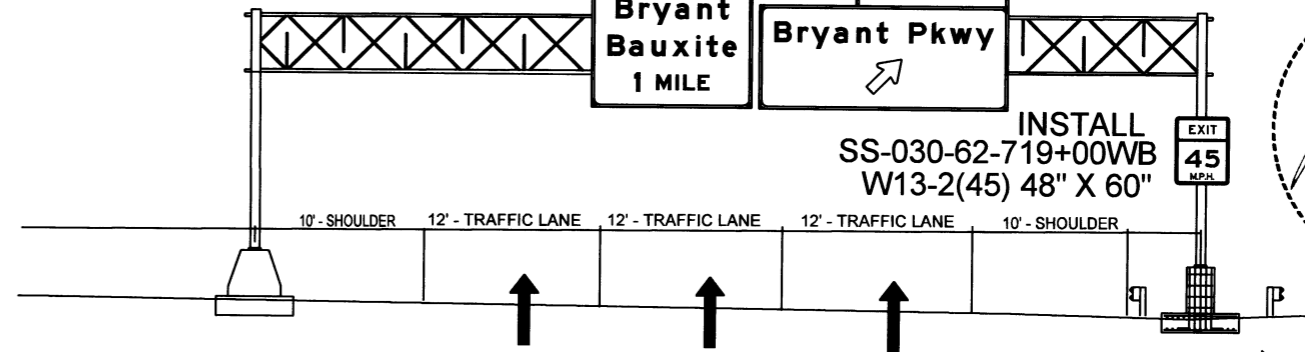 Bryant
Bauxite
1 MILE
Bryant Pkwy
INSTALL
SS-030-62-719+00WB
W13-2(45) 48" X 60"
EXIT
45
M.P.H.
10' - SHOULDER
12' - TRAFFIC LANE
12' - TRAFFIC LANE
12' - TRAFFIC LANE
10' - SHOULDER